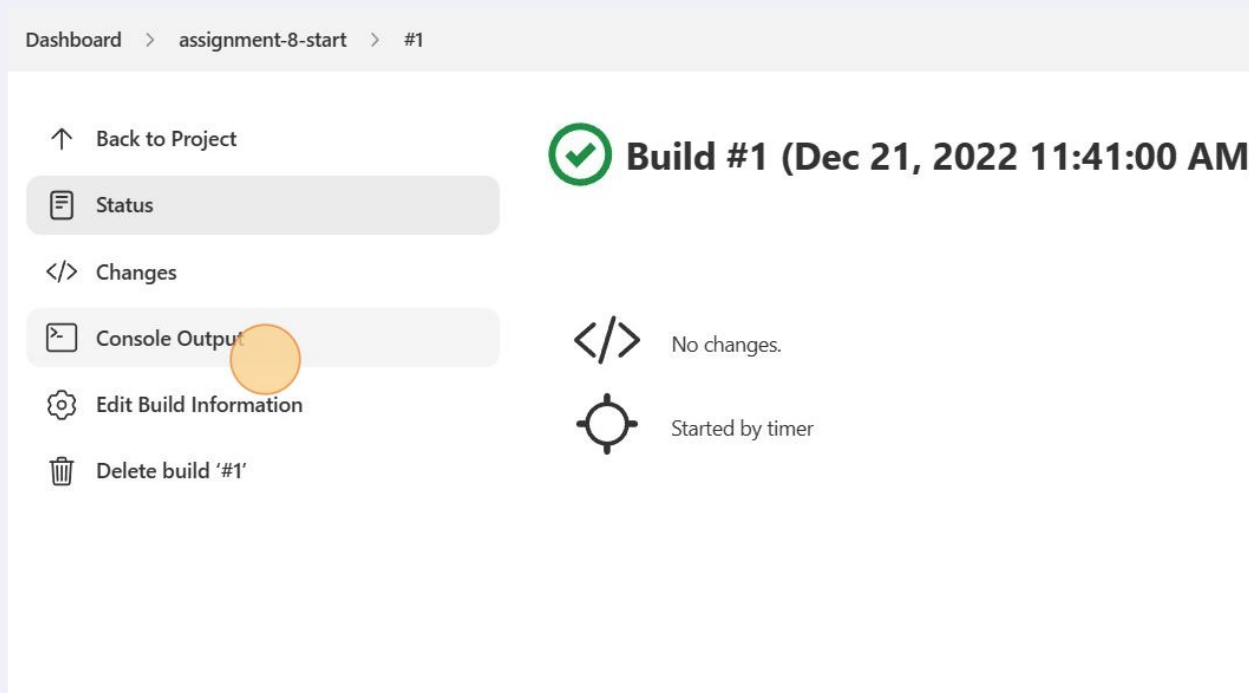 Dashboard > assignment-8-start > #1
Back to Project
Status
Changes
Console Output
Edit Build Information
Delete build ‘#1’
Build #1 (Dec 21, 2022 11:41:00 AM
No changes.
Started by timer